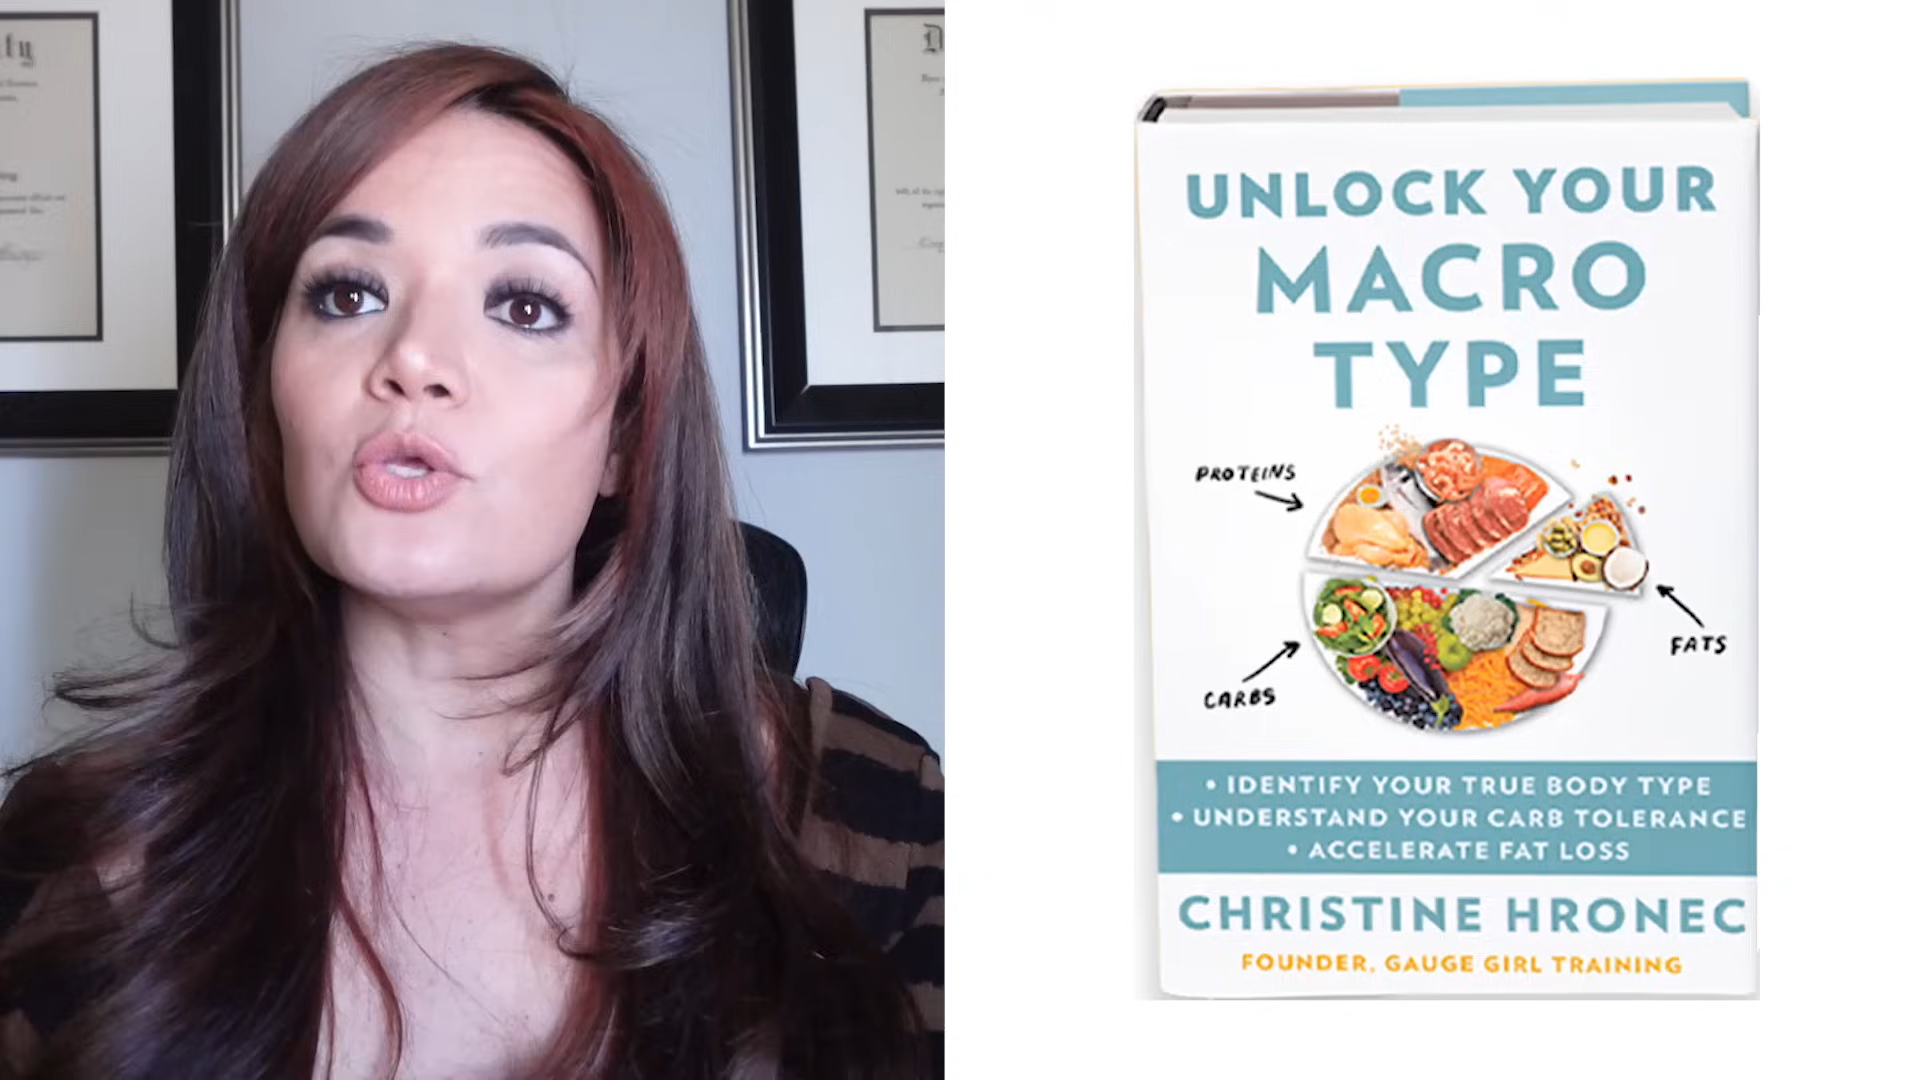 UNLOCK YOUR
MACRO
TYPE
PROTEINS
FATS
CARBS
• IDENTIFY YOUR TRUE BODY TYPE
• UNDERSTAND YOUR CARB TOLERANCE
• ACCELERATE FAT LOSS
CHRISTINE HRONEC
FOUNDER, GAUGE GIRL TRAINING